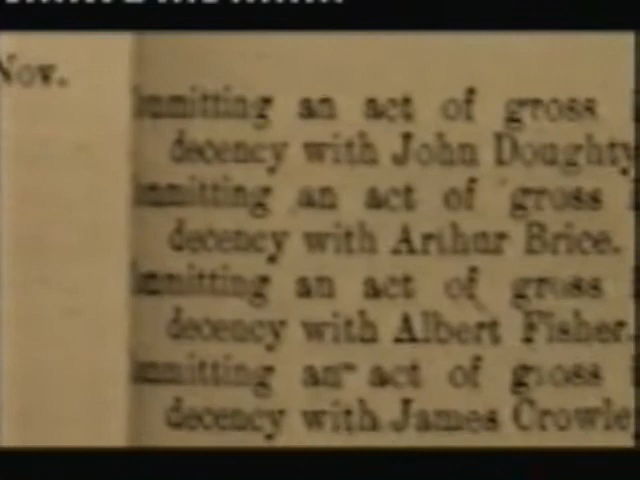 Nov.
mmitting an act of gross
decency with John Doughty
mmitting an act of gross
decency with Arthur Brice.
mmitting an act of gross
decency with Albert Fisher.
mmitting an act of gross
decency with James Crowle